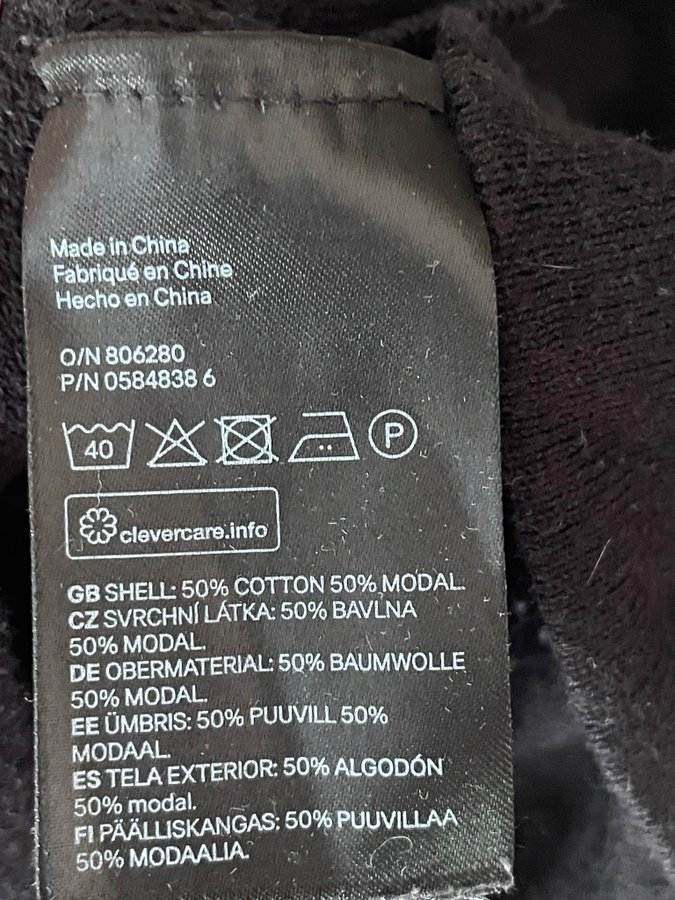 Made in China
Fabriqué en Chine
Hecho en China
O/N 806280
P/N 0584838 6
40 P
clevercare.info
GB SHELL: 50% COTTON 50% MODAL.
CZ SVRCHNÍ LÁTKA: 50% BAVLNA
50% MODAL.
DE OBERMATERIAL: 50% BAUMWOLLE
50% MODAL.
EE ÜMBRIS: 50% PUUVILL 50%
MODAAL.
ES TELA EXTERIOR: 50% ALGODÓN
50% modal.
FI PÄÄLLISKANGAS: 50% PUUVILLAA
50% MODAALIA.